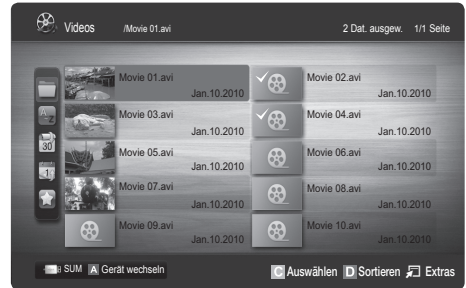 Videos /Movie 01.avi 2 Dat. ausgew. 1/1 Seite
Movie 01.avi Movie 02.avi
Jan.10.2010 Jan.10.2010
Movie 03.avi Movie 04.avi
Jan.10.2010 Jan.10.2010
Movie 05.avi Movie 06.avi
Jan.10.2010 Jan.10.2010
Movie 07.avi Movie 08.avi
Jan.10.2010 Jan.10.2010
Movie 09.avi Movie 10.avi
Jan.10.2010 Jan.10.2010
A Z
30
1
SUM A Gerät wechseln C Auswählen D Sortieren Extras